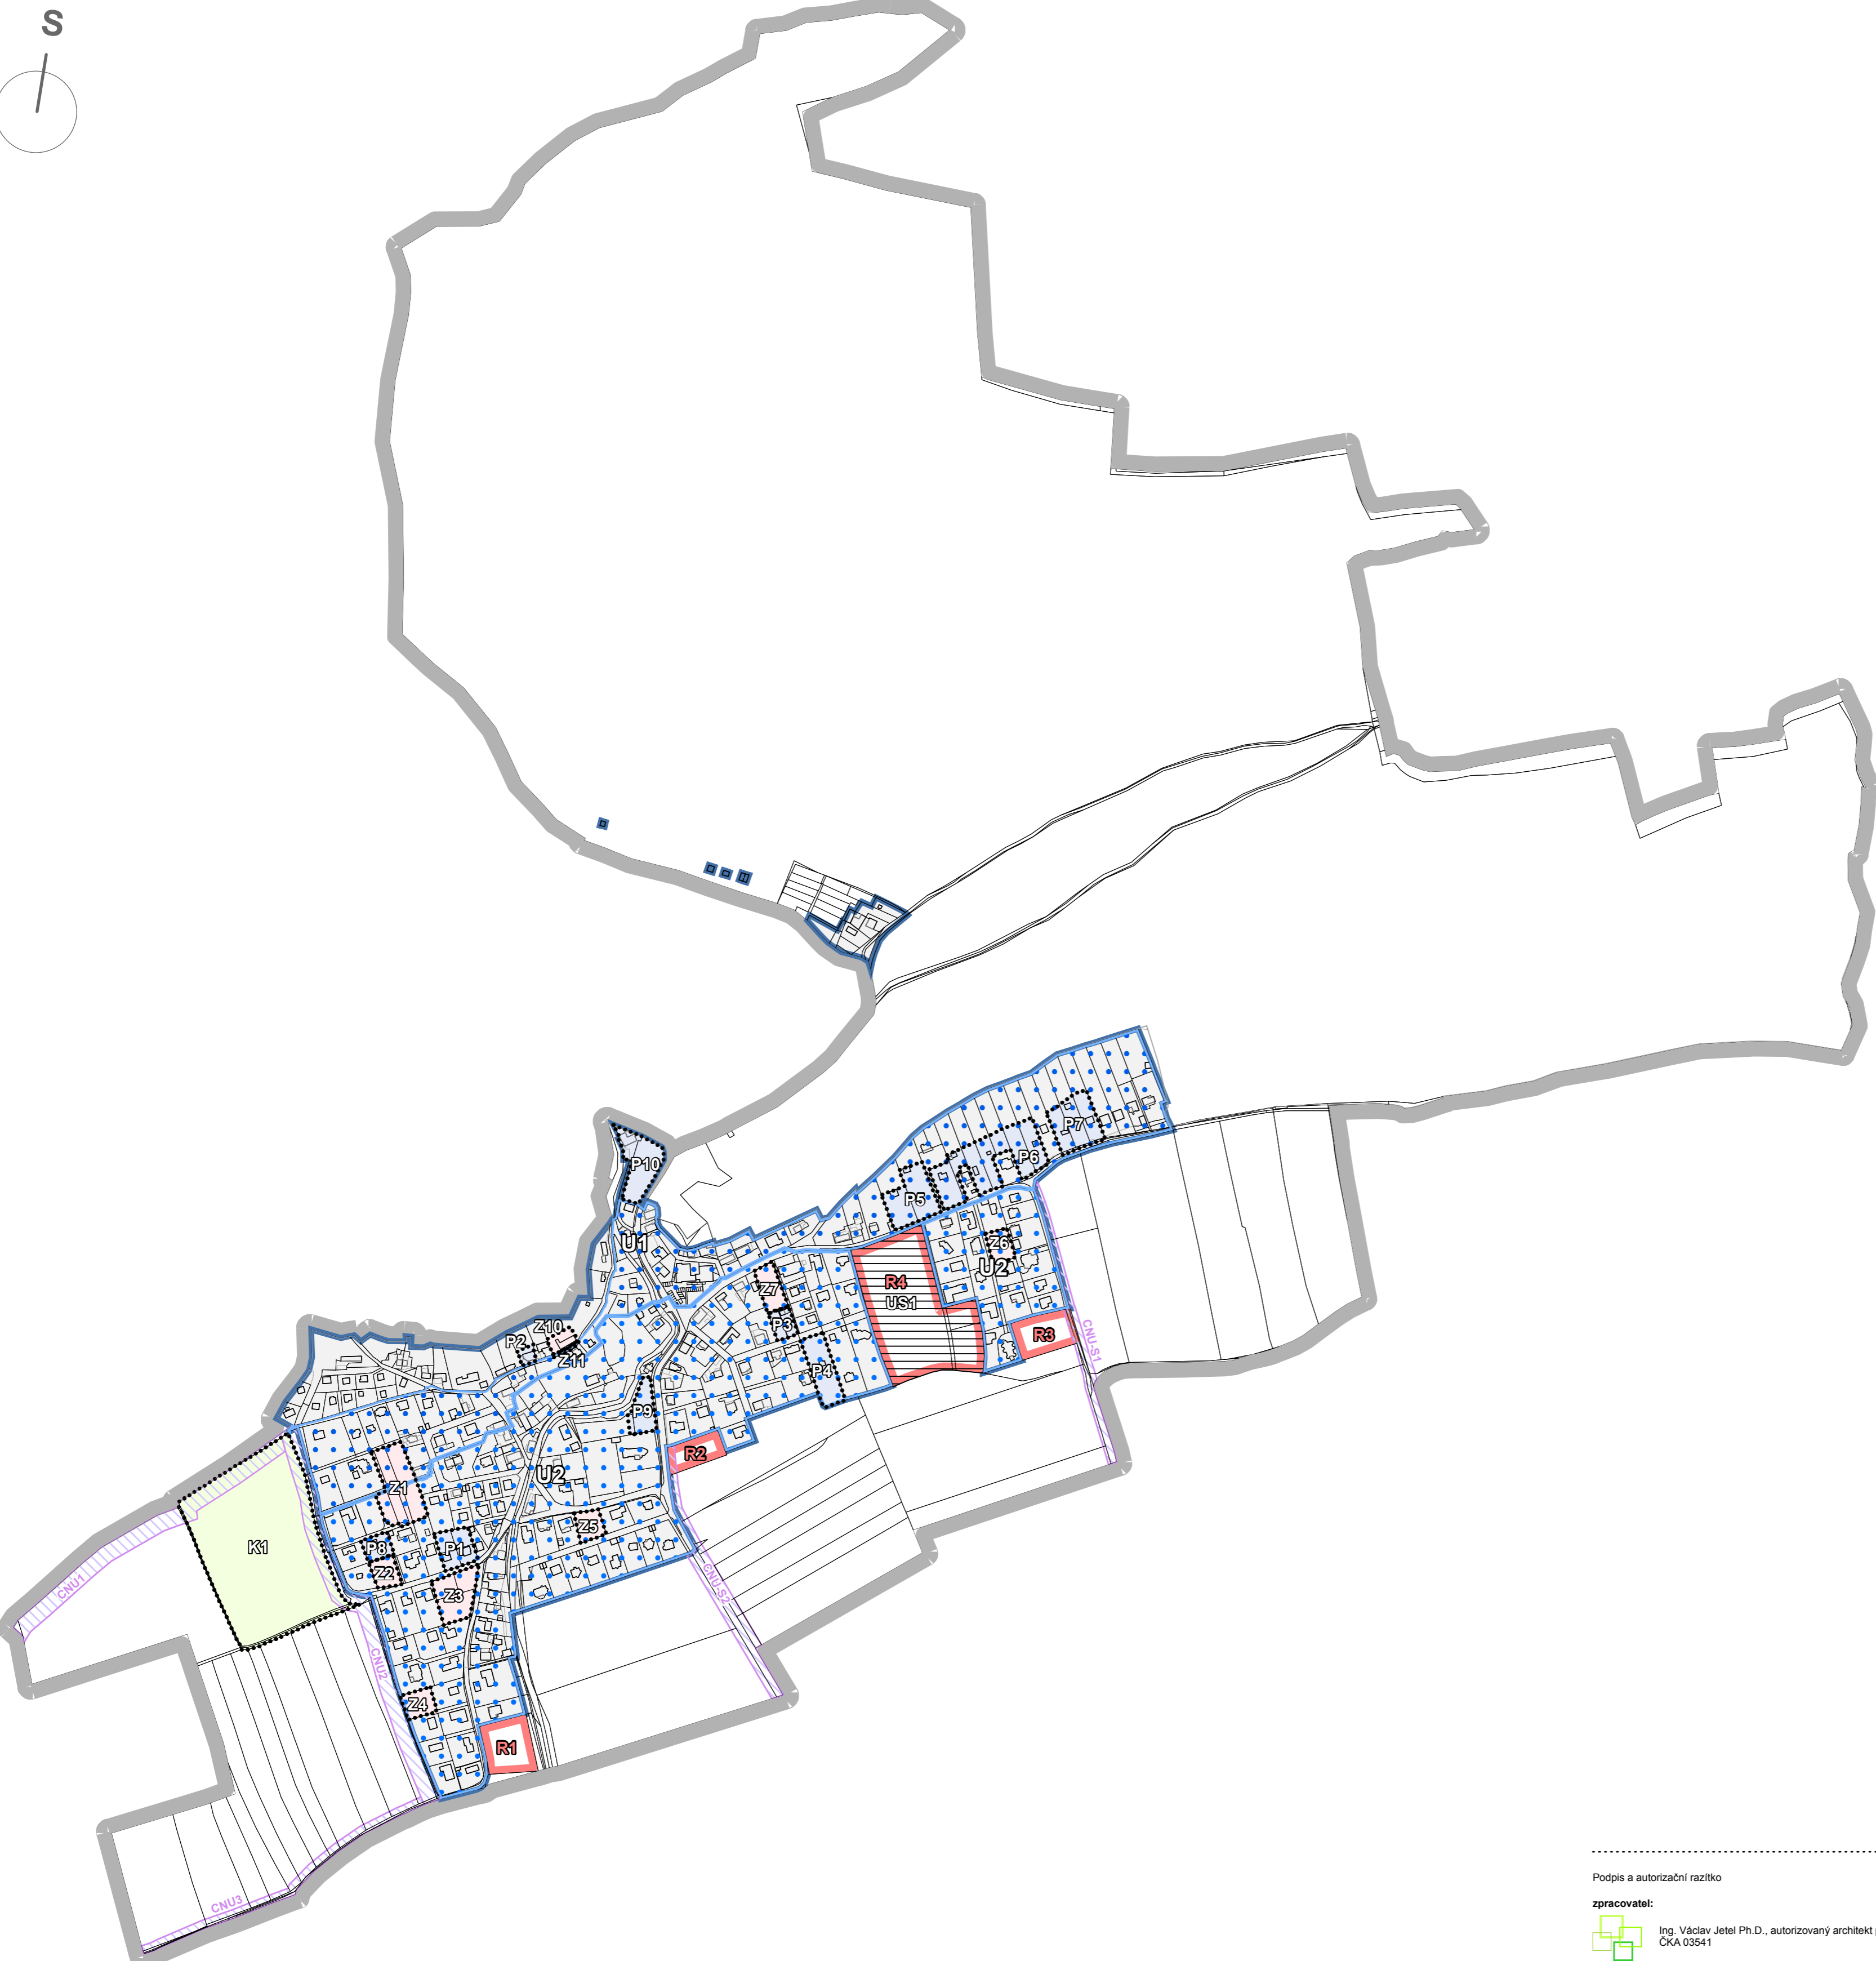 S
P10
P7
P6
P5
U1
Z6
U2
R4
US1
Z7
P3
R3
CNU-S1
Z10
P2
Z11
P4
P9
R2
U2
Z1
Z5
K1
P8
P1
Z2
Z3
CNU1
CNU-S2
CNU2
Z4
R1
CNU3
Podpis a autorizační razítko
zpracovatel:
Ing. Václav Jetel Ph.D., autorizovaný architekt
ČKA 03541